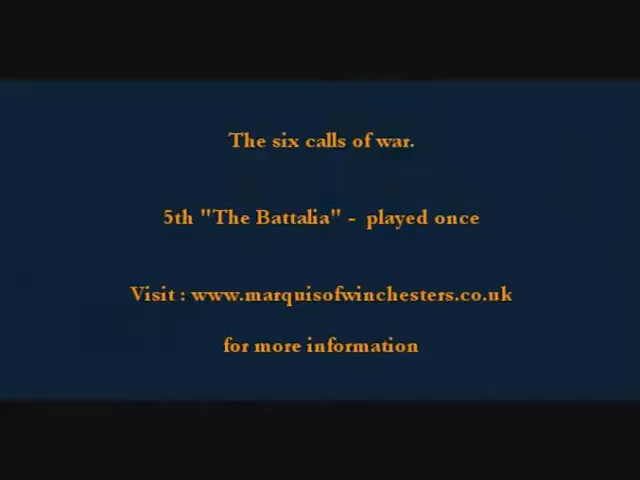 The six calls of war.
5th "The Battalia" - played once
Visit : www.marquisofwinchesters.co.uk
for more information